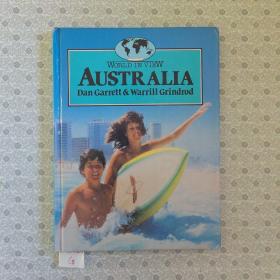 WORLD IN VIEW
AUSTRALIA
Dan Garrett & Warrill Grindrod